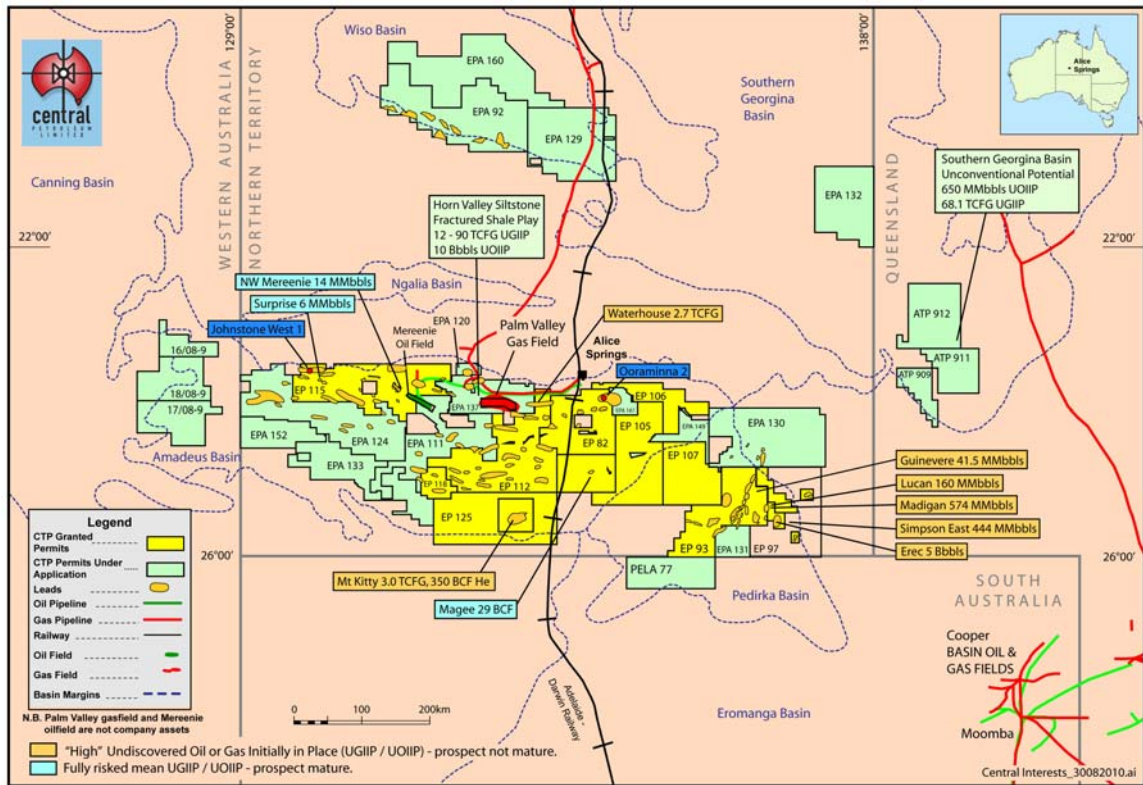 129°00'
138°00'
Wiso Basin
EPA 160
EPA 92
EPA 129
Southern
Georgina
Basin
Alice
Springs
central
PETROLEUM
LIMITED
Canning Basin
WESTERN AUSTRALIA
NORTHERN TERRITORY
QUEENSLAND
EPA 132
Southern Georgina Basin
Unconventional Potential
650 MMbbls UOIIP
68.1 TCFG UGIIP
Horn Valley Siltstone
Fractured Shale Play
12 - 90 TCFG UGIIP
10 Bbbls UOIIP
22°00'
22°00'
NW Mereenie 14 MMbbls
Surprise 6 MMbbls
Johnstone West 1
Ngalia Basin
EPA 120
Mereenie
Oil Field
Palm Valley
Gas Field
Waterhouse 2.7 TCFG
Alice
Springs
Ooraminna 2
ATP 912
ATP 911
ATP 909
16/08-9
18/08-9
17/08-9
EP 115
EPA 137
EPA 152
EPA 124
EPA 111
EPA 133
EP 118
EP 112
EP 125
EP 82
EPA 147
EP 106
EP 105
EPA 149
EP 107
EPA 130
Amadeus Basin
Guinevere 41.5 MMbbls
Lucan 160 MMbbls
Madigan 574 MMbbls
Simpson East 444 MMbbls
Erec 5 Bbbls
EP 93
EPA 131
EP 97
PELA 77
26°00'
26°00'
Mt Kitty 3.0 TCFG, 350 BCF He
Magee 29 BCF
Pedirka Basin
SOUTH
AUSTRALIA
Cooper
BASIN OIL &
GAS FIELDS
Moomba
Eromanga Basin
Adelaide -
Darwin Railway
0 100 200km
Legend
CTP Granted
Permits
CTP Permits Under
Application
Leads
Oil Pipeline
Gas Pipeline
Railway
Oil Field
Gas Field
Basin Margins
N.B. Palm Valley gasfield and Mereenie
oilfield are not company assets
"High" Undiscovered Oil or Gas Initially in Place (UGIIP / UOIIP) - prospect not mature.
Fully risked mean UGIIP / UOIIP - prospect mature.
Central Interests_30082010.ai